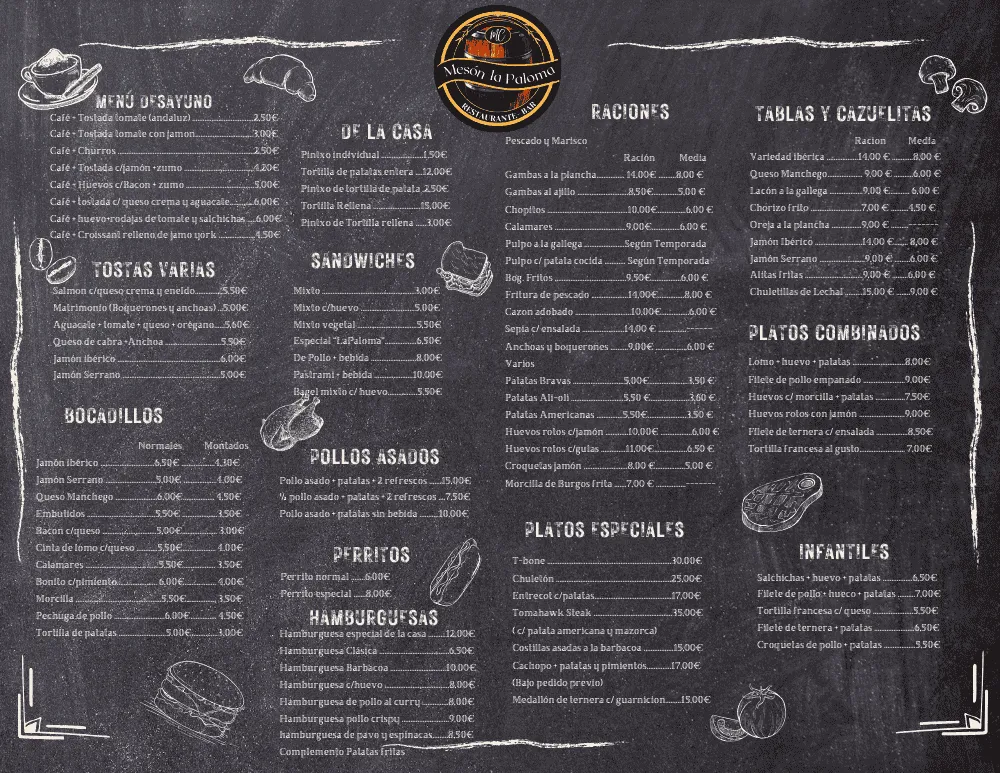 MC
Mesón la Paloma
RESTAURANTE - BAR
MENÚ DESAYUNO
Café + Tostada tomate (andaluz) 2,50€
Café + Tostada tomate con jamon 3,00€
Café + Churros 2,50€
Café + Tostada c/jamón +zumo 4,20€
Café + Huevos c/Bacon + zumo 5,00€
Café + tostada c/ queso crema y aguacate 6,00€
Café + huevo+rodajas de tomate y salchichas 6,00€
Café + Croissant relleno de jamo york 4,50€
TOSTAS VARIAS
Salmon c/queso crema y eneldo 5,50€
Matrimonio (Boquerones y anchoas) 5,00€
Aguacate + tomate + queso + orégano 5,60€
Queso de cabra +Anchoa 5,50€
Jamón ibérico 6,00€
Jamón Serrano 5,00€
BOCADILLOS
Normales Montados
Jamón ibérico 6,50€ 4,30€
Jamón Serrano 5,00€ 4,00€
Queso Manchego 6,00€ 4,50€
Embutidos 5,50€ 3,50€
Bacon c/queso 5,00€ 3,00€
Cinta de lomo c/queso 5,50€ 4,00€
Calamares 5,50€ 3,50€
Bonito c/pimiento 6,00€ 4,00€
Morcilla 5,50€ 3,50€
Pechuga de pollo 6,00€ 4,50€
Tortilla de patatas 5,00€ 3,00€
DE LA CASA
Pintxo individual 1,50€
Tortilla de patatas entera 12,00€
Pintxo de tortilla de patata 2,50€
Tortilla Rellena 15,00€
Pintxo de Tortilla rellena 3,00€
SANDWICHES
Mixto 3,00€
Mixto c/huevo 5,00€
Mixto vegetal 5,50€
Especial "LaPaloma" 6,50€
De Pollo + bebida 8,00€
Pastrami + bebida 10,00€
Bagel mixto c/ huevo 5,50€
POLLOS ASADOS
Pollo asado + patatas + 2 refrescos 15,00€
½ pollo asado + patatas + 2 refrescos 7,50€
Pollo asado + patatas sin bebida 10,00€
PERRITOS
Perrito normal 6,00€
Perrito especial 8,00€
HAMBURGUESAS
Hamburguesa especial de la casa 12,00€
Hamburguesa Clásica 6,50€
Hamburguesa Barbacoa 10,00€
Hamburguesa c/huevo 8,00€
Hamburguesa de pollo al curry 8,00€
Hamburguesa pollo crispy 9,00€
hamburguesa de pavo y espinacas 8,50€
Complemento Patatas fritas
RACIONES
Pescado y Marisco
Ración Media
Gambas a la plancha 14,00€ 8,00 €
Gambas al ajillo 8,50€ 5,00 €
Chopitos 10,00€ 6,00 €
Calamares 9,00€ 6,00 €
Pulpo a la gallega Según Temporada
Pulpo c/ patata cocida Según Temporada
Boq. Fritos 9,50€ 6,00 €
Fritura de pescado 14,00€ 8,00 €
Cazon adobado 10,00€ 6,00 €
Sepia c/ ensalada 14,00 € -------
Anchoas y boquerones 9,00€ 6,00 €
Varios
Patatas Bravas 5,00€ 3,50 €
Patatas Ali-oli 5,50 € 3,60 €
Patatas Americanas 5,50€ 3,50 €
Huevos rotos c/jamón 10,00€ 6,00 €
Huevos rotos c/gulas 11,00€ 6,50 €
Croquetas jamón 8,00 € 5,00 €
Morcilla de Burgos frita 7,00 € -------
PLATOS ESPECIALES
T-bone 30,00€
Chuletón 25,00€
Entrecot c/patatas 17,00€
Tomahawk Steak 35,00€
( c/ patata americana y mazorca)
Costillas asadas a la barbacoa 15,00€
Cachopo + patatas y pimientos 17,00€
(Bajo pedido previo)
Medallón de ternera c/ guarnicion 15,00€
TABLAS Y CAZUELITAS
Racion Media
Variedad ibérica 14,00 € 8,00 €
Queso Manchego 9,00 € 6,00 €
Lacón a la gallega 9,00 € 6,00 €
Chorizo frito 7,00 € 4,50 €
Oreja a la plancha 9,00 € -------
Jamón Ibérico 14,00 € 8,00 €
Jamón Serrano 9,00 € 6,00 €
Alitas fritas 9,00 € 6,00 €
Chuletillas de Lechal 15,00 € 9,00 €
PLATOS COMBINADOS
Lomo + huevo + patatas 8,00€
Filete de pollo empanado 9,00€
Huevos c/ morcilla + patatas 7,50€
Huevos rotos con jamón 9,00€
Filete de ternera c/ ensalada 8,50€
Tortilla francesa al gusto 7,00€
INFANTILES
Salchichas + huevo + patatas 6,50€
Filete de pollo + hueco + patatas 7,00€
Tortilla francesa c/ queso 5,50€
Filete de ternera + patatas 6,50€
Croquetas de pollo + patatas 5,50€